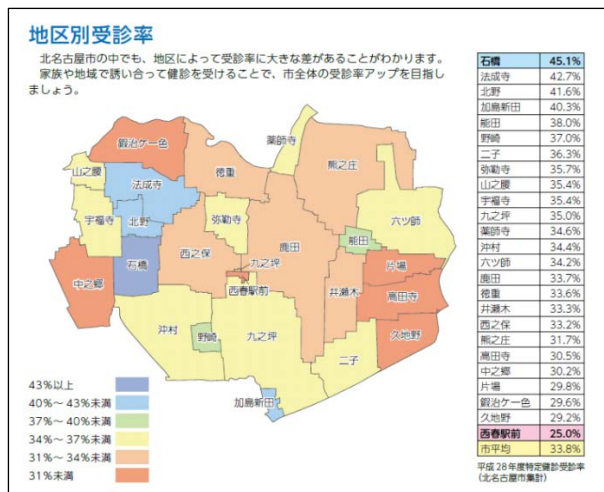 地区別受診率
北名古屋市の中でも、地区によって受診率に大きな差があることがわかります。
家族や地域で誘い合って健診を受けることで、市全体の受診率アップを目指し
ましょう。
石橋 45.1%
法成寺 42.7%
北野 41.6%
加島新田 40.3%
能田 38.0%
野崎 37.0%
二子 36.3%
弥勒寺 35.7%
山之腰 35.4%
宇福寺 35.4%
九之坪 35.0%
薬師寺 34.6%
沖村 34.4%
六ツ師 34.2%
鹿田 33.7%
徳重 33.6%
井瀬木 33.3%
西之保 33.2%
熊之庄 31.7%
高田寺 30.5%
中之郷 30.2%
片場 29.8%
鍜治ケ一色 29.6%
久地野 29.2%
西春駅前 25.0%
市平均 33.8%
平成28年度特定健診受診率
（北名古屋市集計）
薬師寺
鍜治ケ一色
熊之庄
山之腰
徳重
法成寺
宇福寺
北野
弥勒寺
六ツ師
鹿田
能田
石橋
西之保
九之坪
片場
中之郷
西春駅前
井瀬木
高田寺
沖村
野崎
九之坪
久地野
二子
加島新田
43%以上
40%～43%未満
37%～40%未満
34%～37%未満
31%～34%未満
31%未満